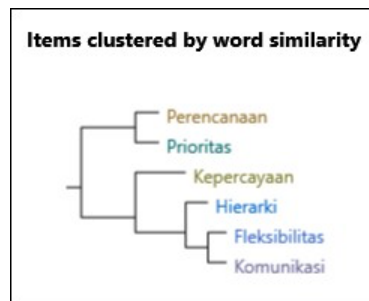 Items clustered by word similarity
Perencanaan
Prioritas
Kepercayaan
Hierarki
Fleksibilitas
Komunikasi